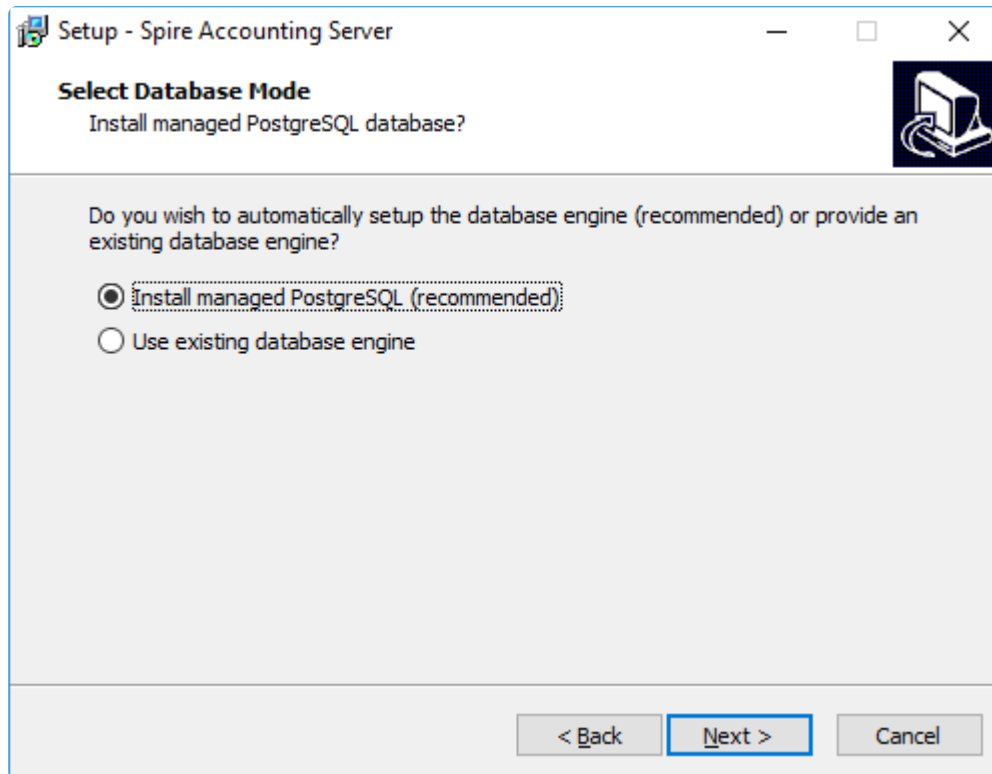 Setup - Spire Accounting Server
Select Database Mode
Install managed PostgreSQL database?
Do you wish to automatically setup the database engine (recommended) or provide an
existing database engine?
Install managed PostgreSQL (recommended)
Use existing database engine
< Back
Next >
Cancel